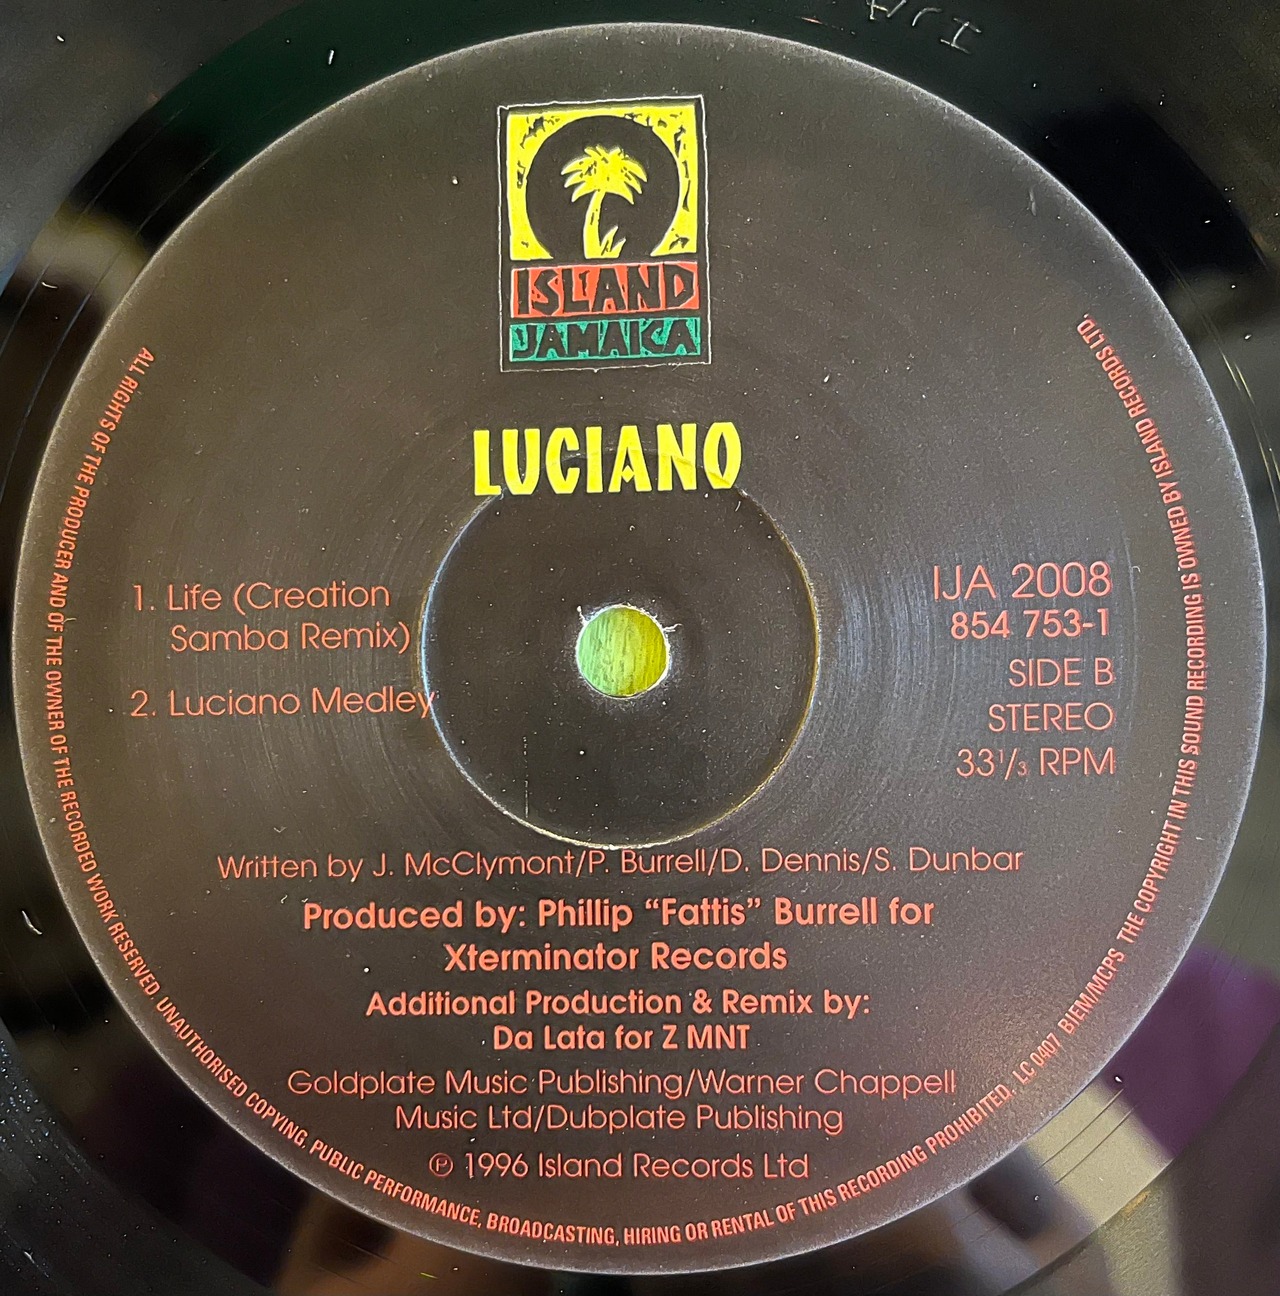 ISLAND
JAMAICA
LUCIANO
1. Life (Creation
Samba Remix)
2. Luciano Medley
IJA 2008
854 753-1
SIDE B
STEREO
33⅓ RPM
Written by J. McClymont/P. Burrell/D. Dennis/S. Dunbar
Produced by: Phillip “Fattis” Burrell for
Xterminator Records
Additional Production & Remix by:
Da Lata for Z MNT
Goldplate Music Publishing/Warner Chappell
Music Ltd/Dubplate Publishing
℗ 1996 Island Records Ltd
ALL RIGHTS OF THE PRODUCER AND OF THE OWNER OF THE RECORDED WORK RESERVED. UNAUTHORISED COPYING, PUBLIC PERFORMANCE, BROADCASTING, HIRING OR RENTAL OF THIS RECORDING PROHIBITED. LC 0407 BIEM/MCPS THE COPYRIGHT IN THIS SOUND RECORDING IS OWNED BY ISLAND RECORDS LTD.